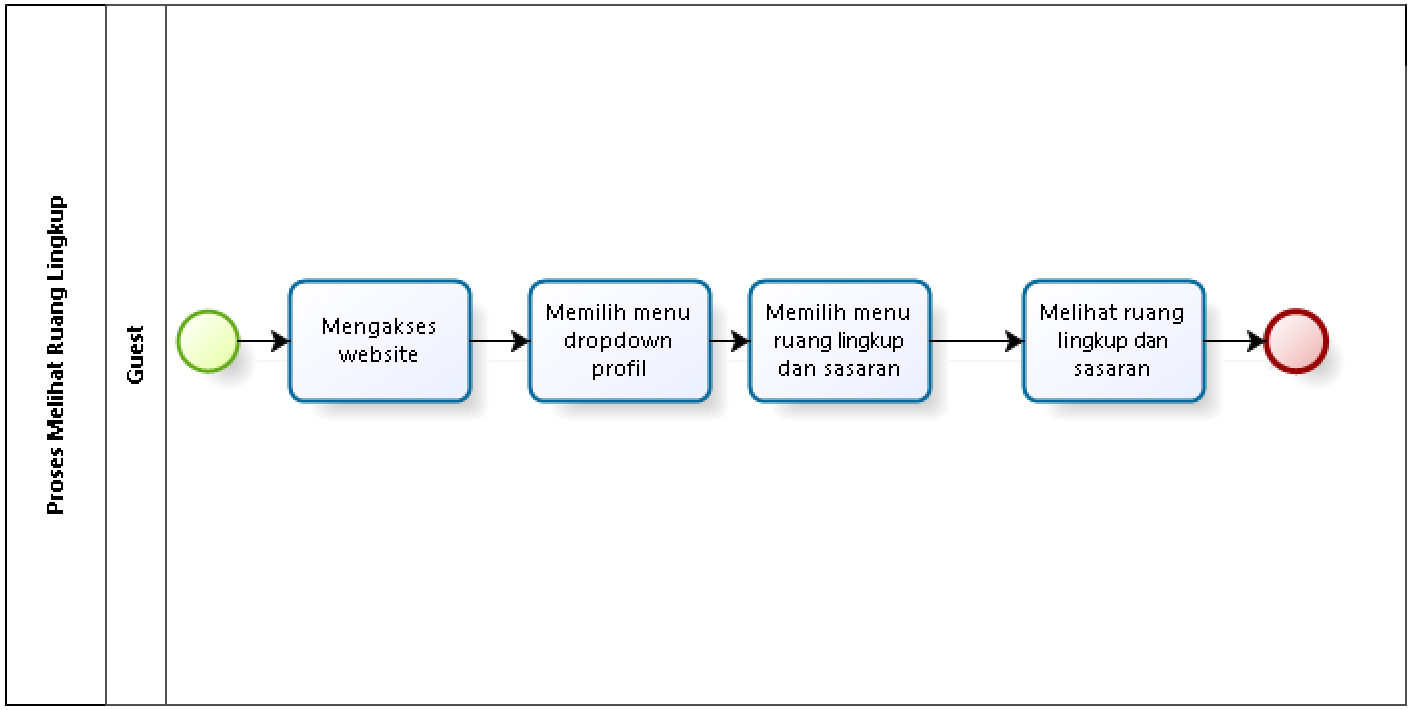 Proses Melihat Ruang Lingkup
Guest
Mengakses
website
Memilih menu
dropdown
profil
Memilih menu
ruang lingkup
dan sasaran
Melihat ruang
lingkup dan
sasaran